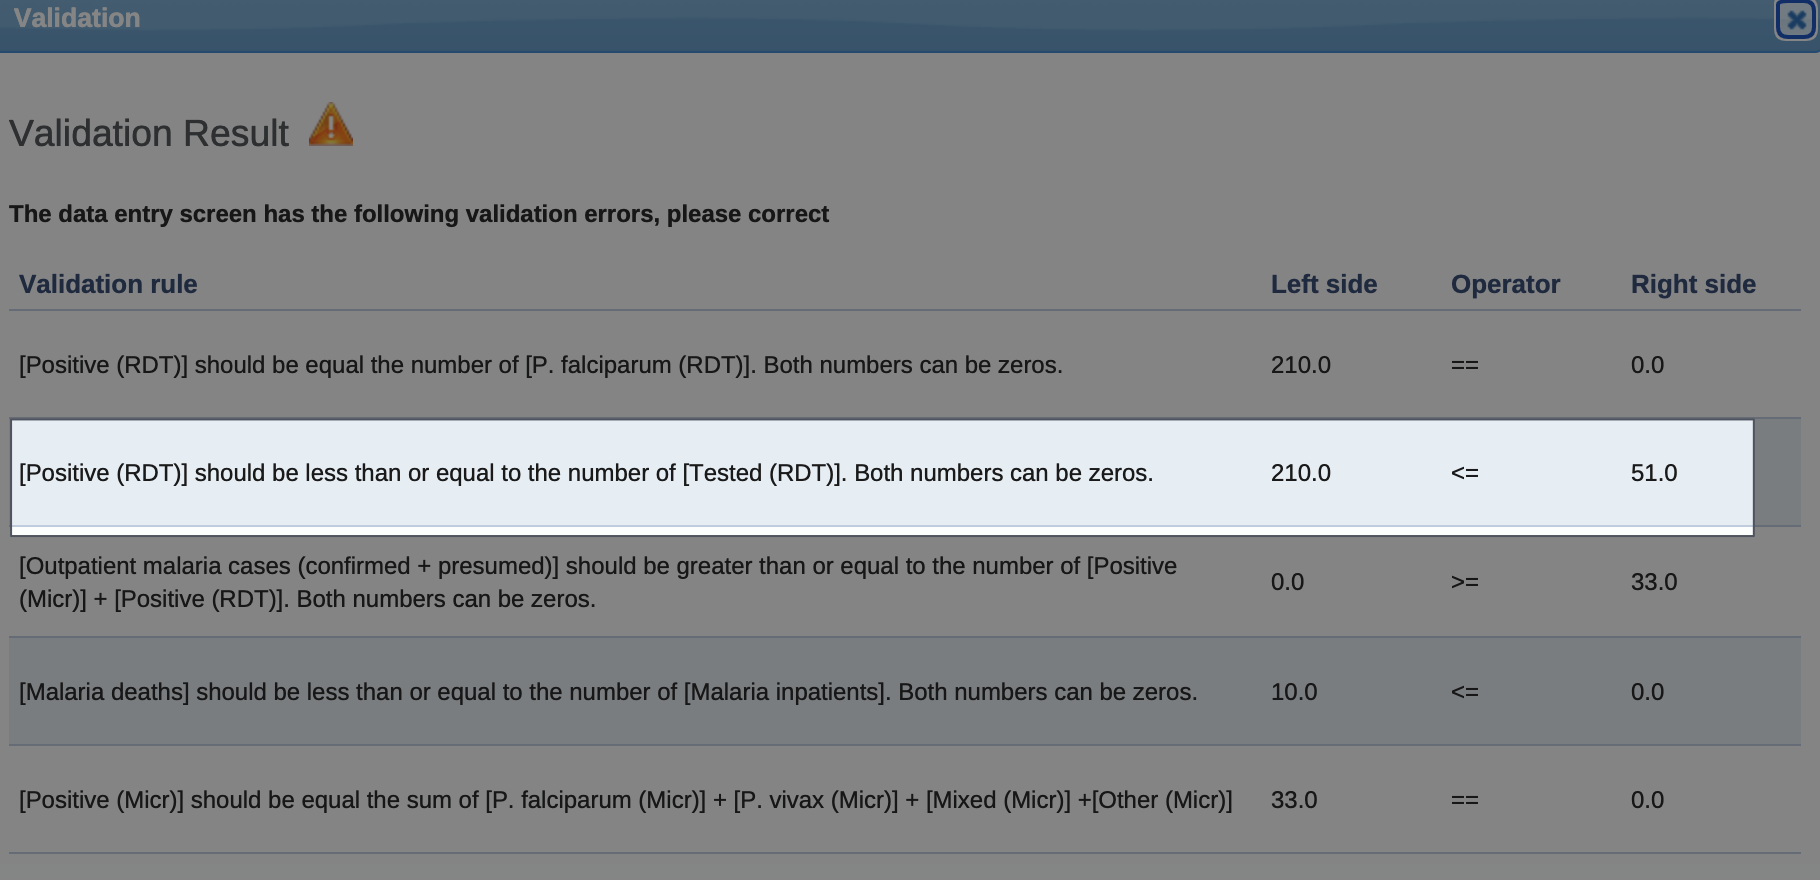 Validation
Validation Result
The data entry screen has the following validation errors, please correct
Validation rule Left side Operator Right side
[Positive (RDT)] should be equal the number of [P. falciparum (RDT)]. Both numbers can be zeros. 210.0 == 0.0
[Positive (RDT)] should be less than or equal to the number of [Tested (RDT)]. Both numbers can be zeros. 210.0 <= 51.0
[Outpatient malaria cases (confirmed + presumed)] should be greater than or equal to the number of [Positive
(Micr)] + [Positive (RDT)]. Both numbers can be zeros. 0.0 >= 33.0
[Malaria deaths] should be less than or equal to the number of [Malaria inpatients]. Both numbers can be zeros. 10.0 <= 0.0
[Positive (Micr)] should be equal the sum of [P. falciparum (Micr)] + [P. vivax (Micr)] + [Mixed (Micr)] +[Other (Micr)] 33.0 == 0.0